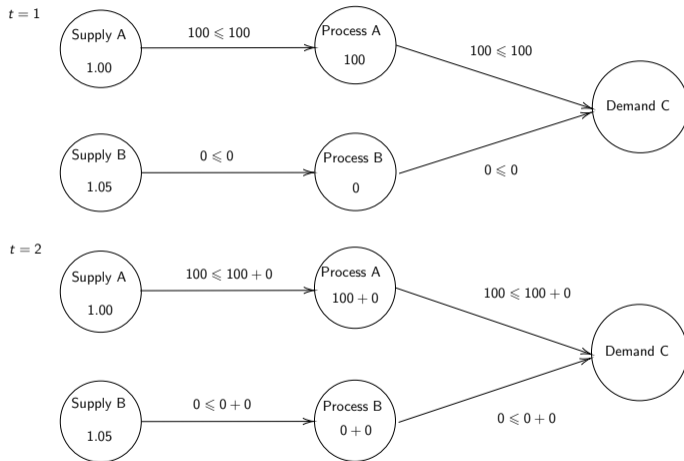 t = 1
Supply A
1.00
100 ⩽ 100
Process A
100
100 ⩽ 100
Demand C
Supply B
1.05
0 ⩽ 0
Process B
0
0 ⩽ 0
t = 2
Supply A
1.00
100 ⩽ 100 + 0
Process A
100 + 0
100 ⩽ 100 + 0
Demand C
Supply B
1.05
0 ⩽ 0 + 0
Process B
0 + 0
0 ⩽ 0 + 0